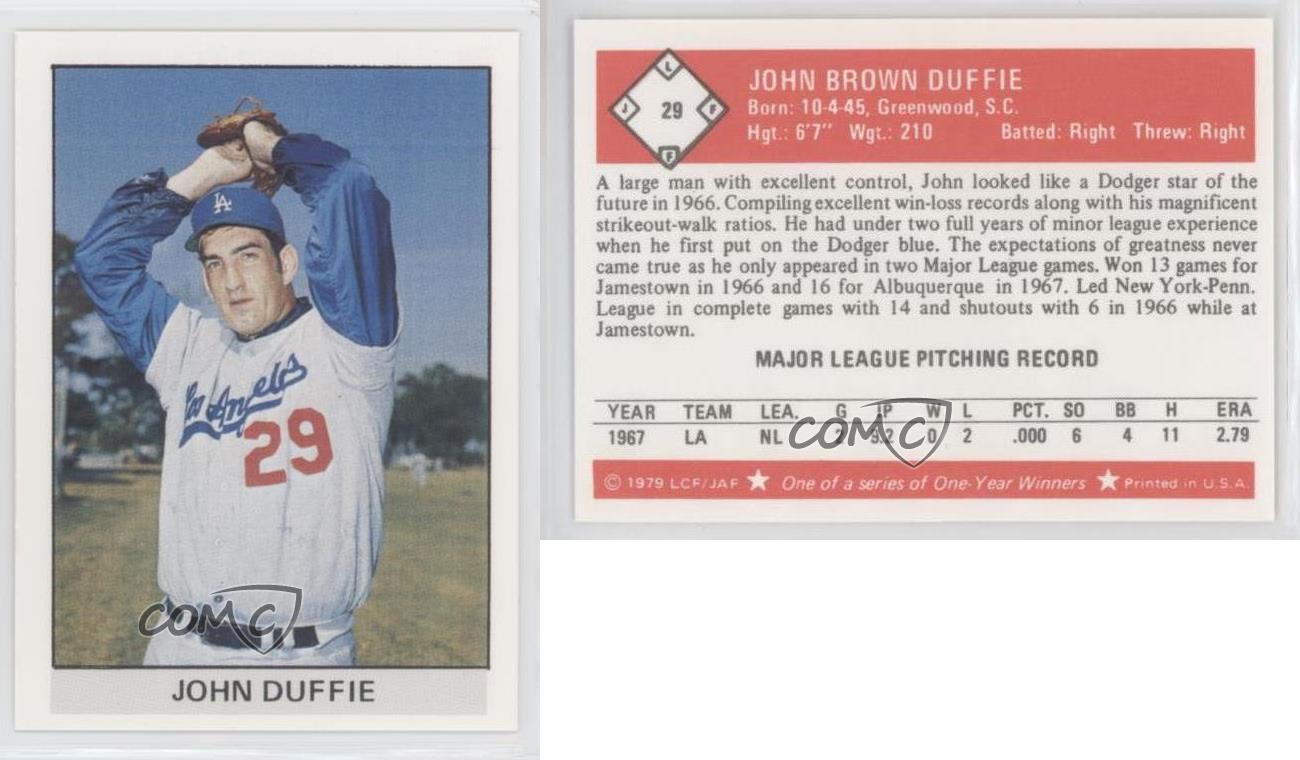 LA
Los Angeles
29
COMC
JOHN DUFFIE
L
J 29 F
F
JOHN BROWN DUFFIE
Born: 10-4-45, Greenwood, S.C.
Hgt.: 6'7" Wgt.: 210 Batted: Right Threw: Right
A large man with excellent control, John looked like a Dodger star of the
future in 1966. Compiling excellent win-loss records along with his magnificent
strikeout-walk ratios. He had under two full years of minor league experience
when he first put on the Dodger blue. The expectations of greatness never
came true as he only appeared in two Major League games. Won 13 games for
Jamestown in 1966 and 16 for Albuquerque in 1967. Led New York-Penn.
League in complete games with 14 and shutouts with 6 in 1966 while at
Jamestown.
MAJOR LEAGUE PITCHING RECORD
YEAR TEAM LEA. G IP W L PCT. SO BB H ERA
1967 LA NL 2 9.2 0 2 .000 6 4 11 2.79
COMC
© 1979 LCF/JAF ★ One of a series of One-Year Winners ★ Printed in U.S.A.